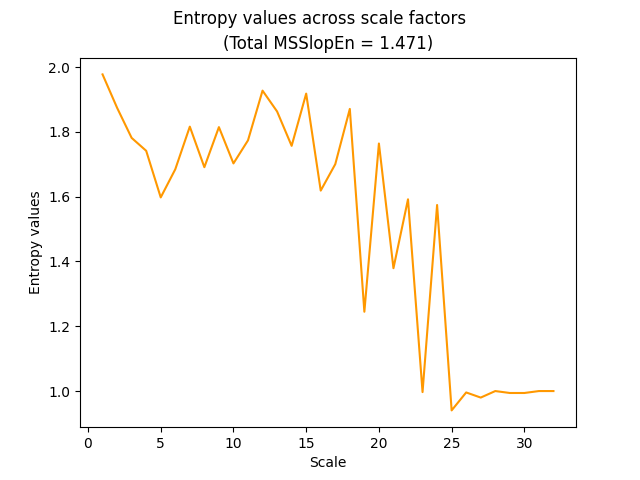 Entropy values across scale factors
(Total MSSlopEn = 1.471)
2.0
1.8
1.6
1.4
1.2
1.0
Entropy values
0 5 10 15 20 25 30
Scale